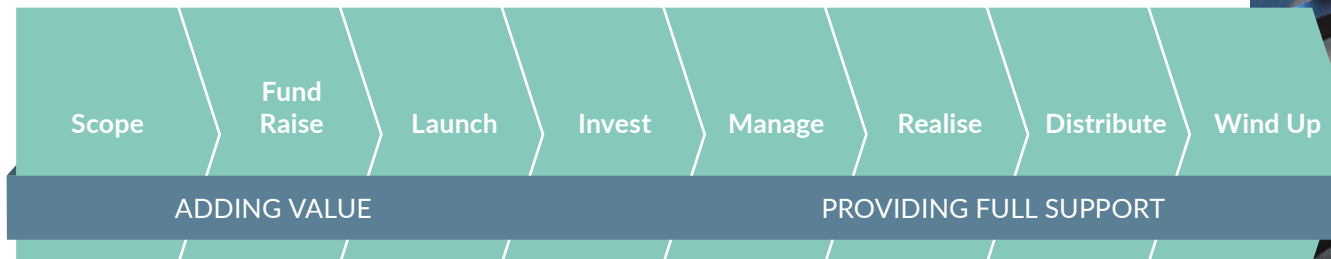 Scope
Fund
Raise
Launch
Invest
Manage
Realise
Distribute
Wind Up
ADDING VALUE
PROVIDING FULL SUPPORT